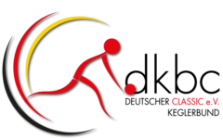 dkbc
DEUTSCHER CLASSIC e.V.
KEGLERBUND